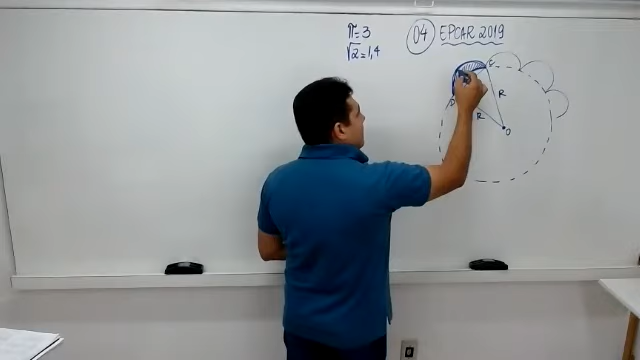 π=3
√2=1,4
04 EPCAR 2019
R
R
O